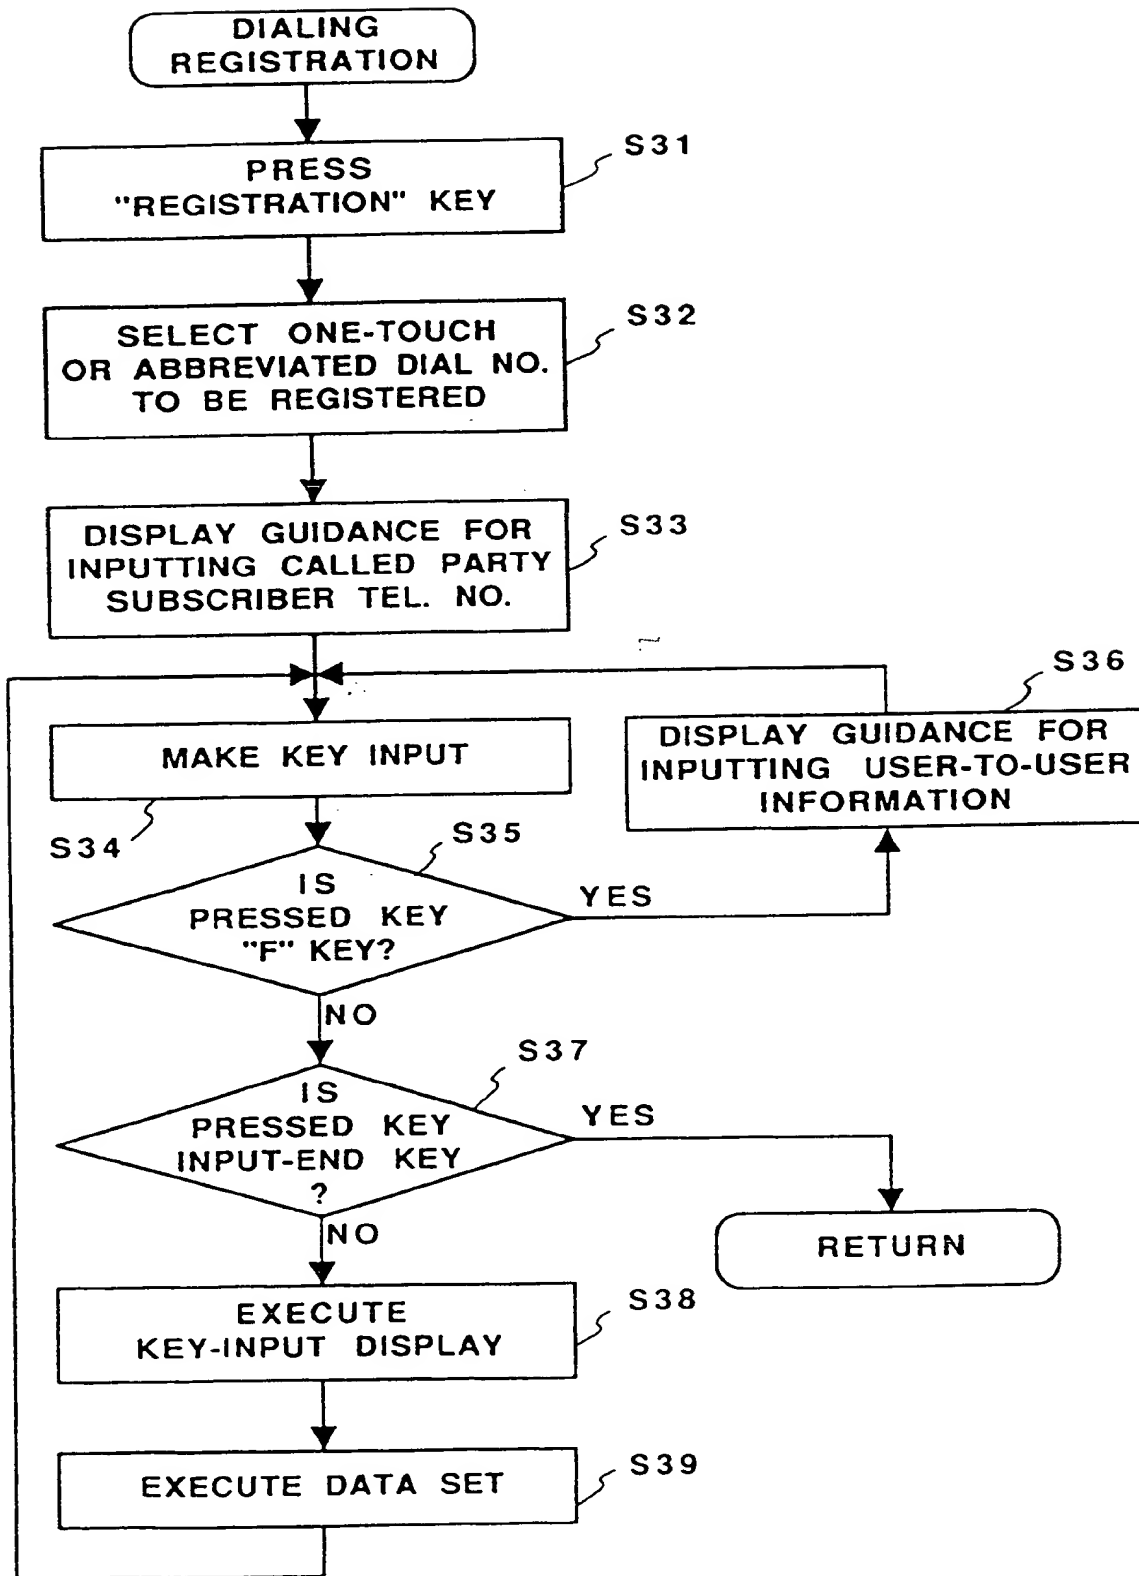 DIALING
REGISTRATION
PRESS
"REGISTRATION" KEY
S31
SELECT ONE-TOUCH
OR ABBREVIATED DIAL NO.
TO BE REGISTERED
S32
DISPLAY GUIDANCE FOR
INPUTTING CALLED PARTY
SUBSCRIBER TEL. NO.
S33
S36
DISPLAY GUIDANCE FOR
INPUTTING USER-TO-USER
INFORMATION
MAKE KEY INPUT
S34
S35
IS
PRESSED KEY
"F" KEY?
YES
NO
S37
IS
PRESSED KEY
INPUT-END KEY
?
YES
NO
RETURN
EXECUTE
KEY-INPUT DISPLAY
S38
EXECUTE DATA SET
S39